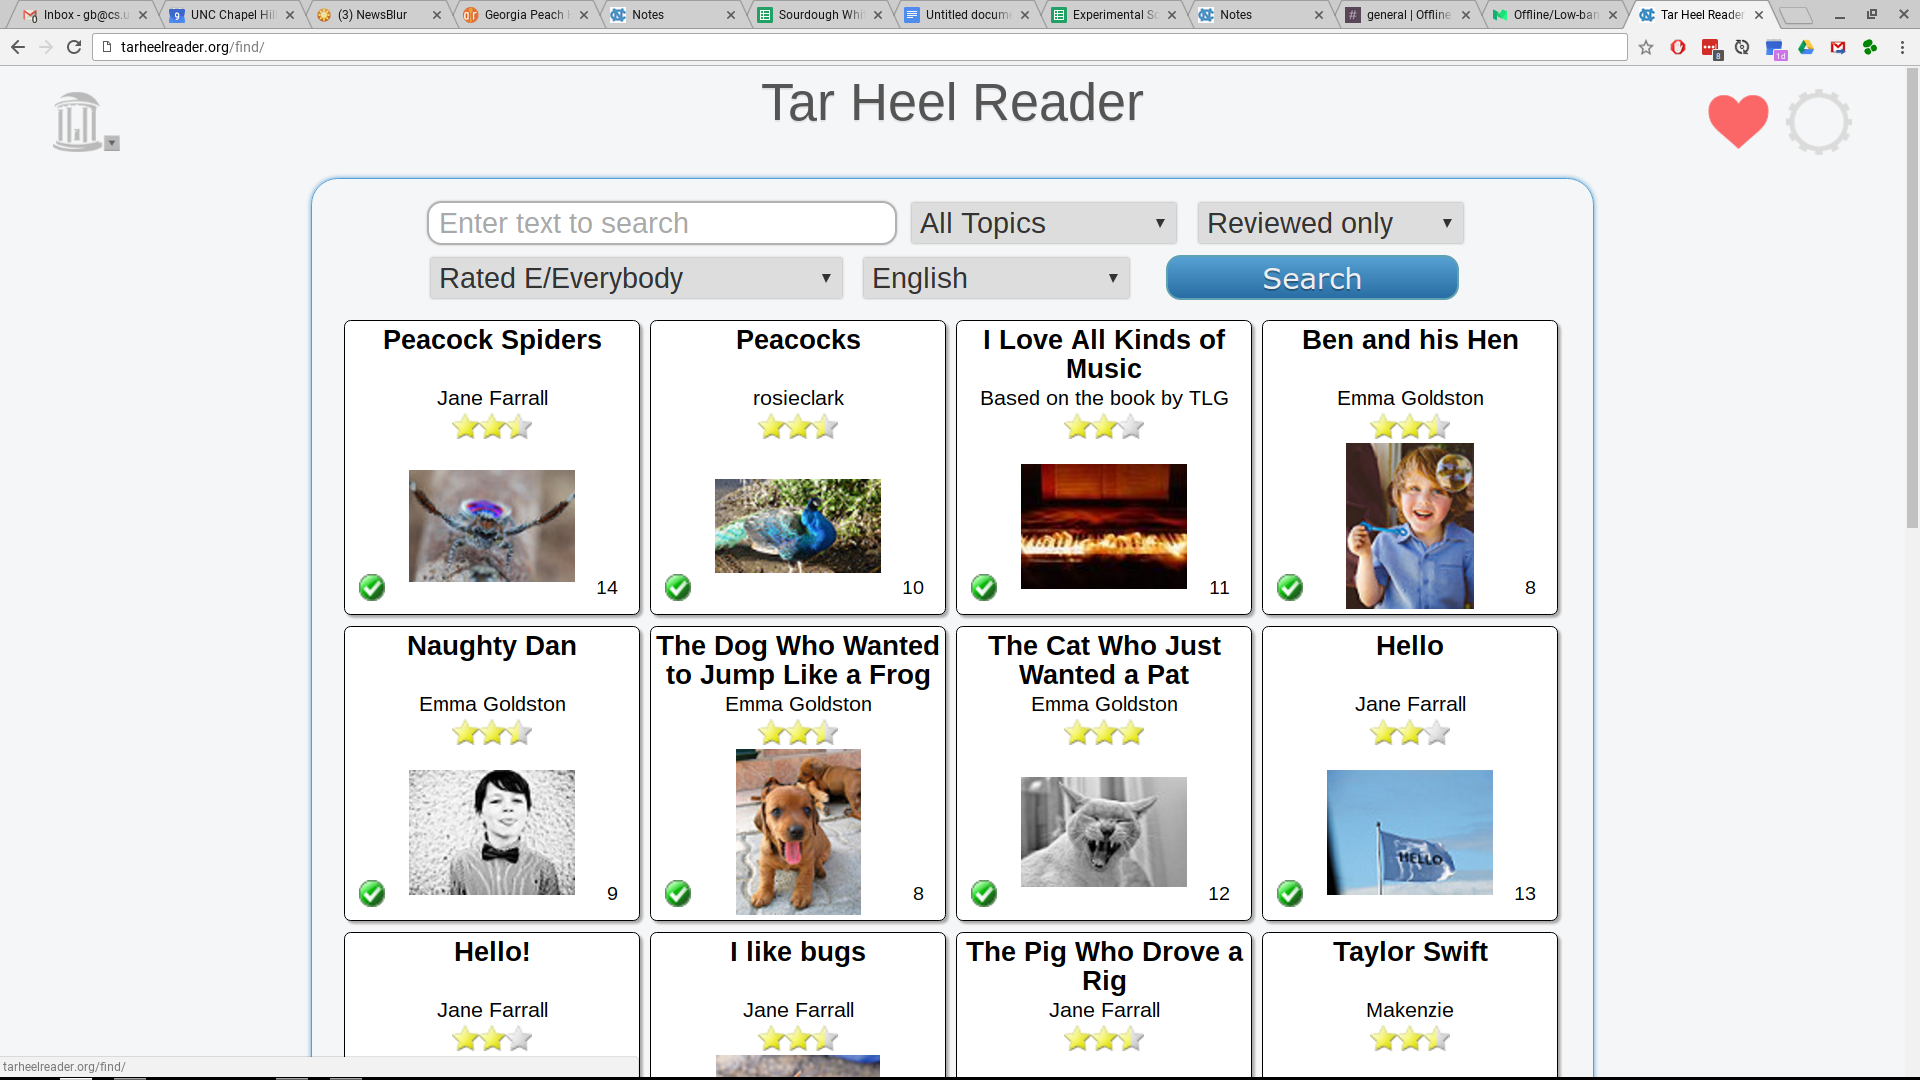 Inbox - gb@cs.u
UNC Chapel Hil
(3) NewsBlur
Georgia Peach
Notes
Sourdough Whi
Untitled docum
Experimental Sc
Notes
general | Offline
Offline/Low-ban
Tar Heel Reader
tarheelreader.org/find/
8
1d
Tar Heel Reader
Enter text to search
All Topics
Reviewed only
Rated E/Everybody
English
Search
Peacock Spiders
Jane Farrall
14
Peacocks
rosieclark
10
I Love All Kinds of
Music
Based on the book by TLG
11
Ben and his Hen
Emma Goldston
8
Naughty Dan
Emma Goldston
9
The Dog Who Wanted
to Jump Like a Frog
Emma Goldston
8
The Cat Who Just
Wanted a Pat
Emma Goldston
12
Hello
Jane Farrall
HELLO
13
Hello!
Jane Farrall
I like bugs
Jane Farrall
The Pig Who Drove a
Rig
Jane Farrall
Taylor Swift
Makenzie
tarheelreader.org/find/